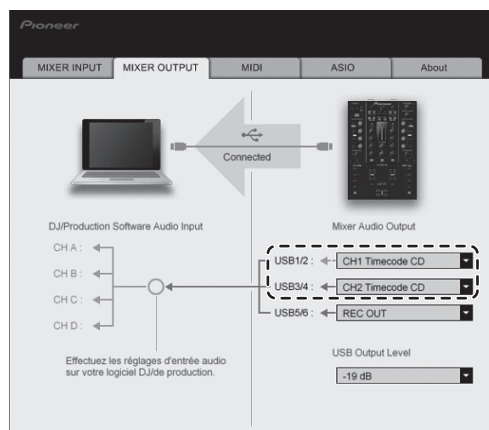 Pioneer
MIXER INPUT MIXER OUTPUT MIDI ASIO About
Connected
DJ/Production Software Audio Input
Mixer Audio Output
CH A :
CH B :
CH C :
CH D :
USB1/2 : CH1 Timecode CD
USB3/4 : CH2 Timecode CD
USB5/6 : REC OUT
Effectuez les réglages d'entrée audio
sur votre logiciel DJ/de production.
USB Output Level
-19 dB